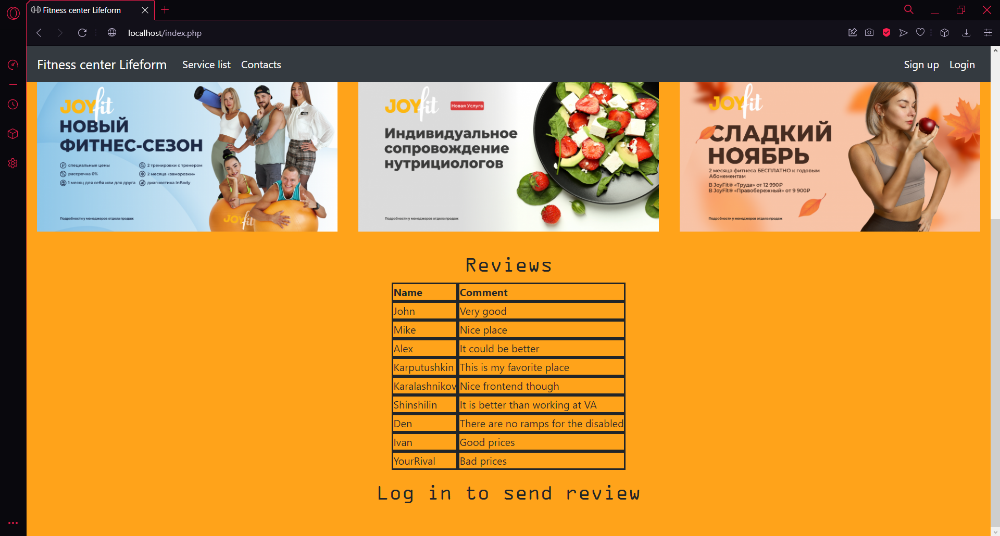 Fitness center Lifeform
localhost/index.php
Fitness center Lifeform
Service list
Contacts
Sign up
Login
JOYfit
НОВЫЙ
ФИТНЕС-СЕЗОН
специальные цены
рассрочка 0%
1 месяц для себя или для друга
2 тренировки с тренером
2 месяца «заморозки»
диагностика InBody
Подробности у менеджеров отдела продаж
JOYfit
JOYfit
Новая Услуга
Индивидуальное
сопровождение
нутрициологов
Подробности у менеджеров отдела продаж
JOYfit
СЛАДКИЙ
НОЯБРЬ
2 месяца фитнеса БЕСПЛАТНО к годовым
Абонементам
В JoyFit® «Труда» от 12 990₽
В JoyFit® «Правобережный» от 9 900₽
Подробности у менеджеров отдела продаж
Reviews
Name Comment
John Very good
Mike Nice place
Alex It could be better
Karputushkin This is my favorite place
Karalashnikov Nice frontend though
Shinshilin It is better than working at VA
Den There are no ramps for the disabled
Ivan Good prices
YourRival Bad prices
Log in to send review